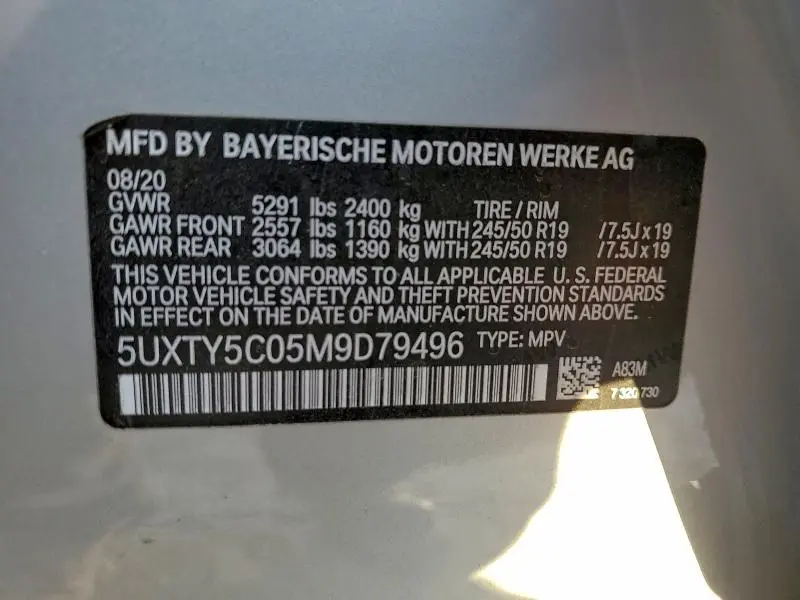 MFD BY BAYERISCHE MOTOREN WERKE AG
08/20
GVWR 5291 lbs 2400 kg TIRE / RIM
GAWR FRONT 2557 lbs 1160 kg WITH 245/50 R19 /7.5J x 19
GAWR REAR 3064 lbs 1390 kg WITH 245/50 R19 /7.5J x 19
THIS VEHICLE CONFORMS TO ALL APPLICABLE U. S. FEDERAL
MOTOR VEHICLE SAFETY AND THEFT PREVENTION STANDARDS
IN EFFECT ON THE DATE OF MANUFACTURE SHOWN ABOVE.
5UXTY5C05M9D79496 TYPE: MPV
A83M
7 320 730